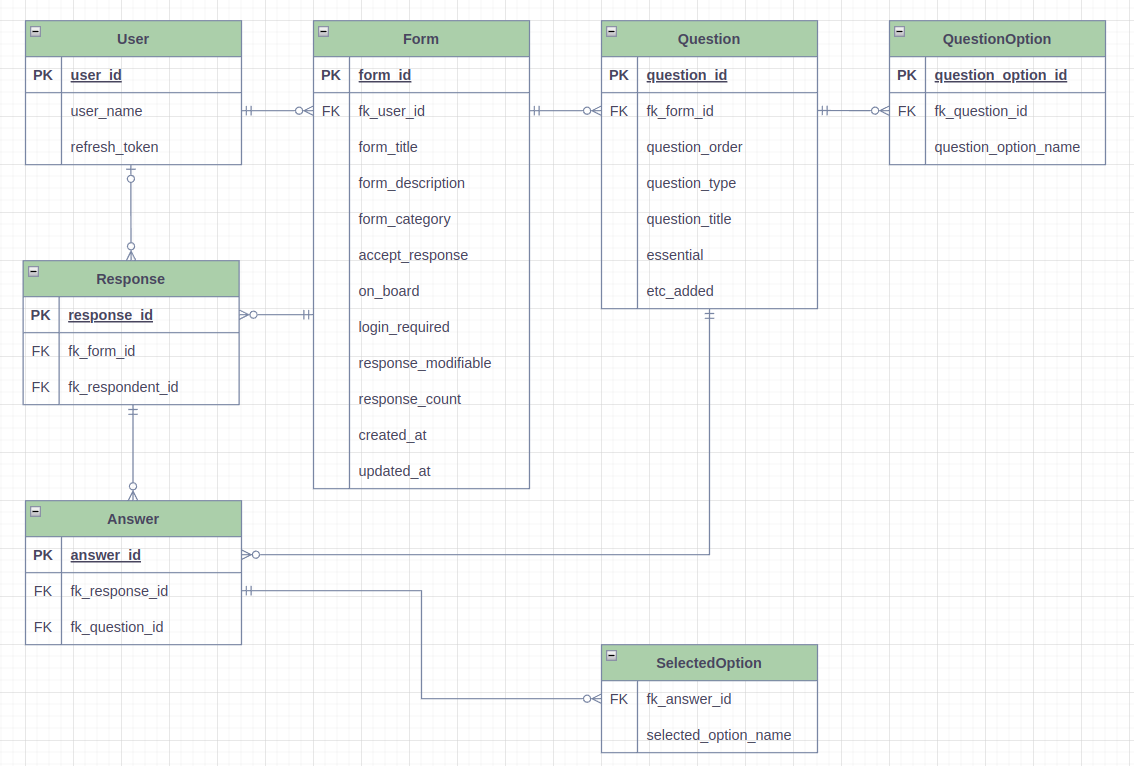 User
PK user_id
user_name
refresh_token
Form
PK form_id
FK fk_user_id
form_title
form_description
form_category
accept_response
on_board
login_required
response_modifiable
response_count
created_at
updated_at
Question
PK question_id
FK fk_form_id
question_order
question_type
question_title
essential
etc_added
QuestionOption
PK question_option_id
FK fk_question_id
question_option_name
Response
PK response_id
FK fk_form_id
FK fk_respondent_id
Answer
PK answer_id
FK fk_response_id
FK fk_question_id
SelectedOption
FK fk_answer_id
selected_option_name